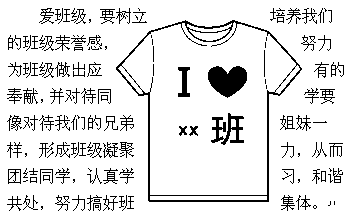 爱班级，要树立 培养我们
的班级荣誉感， 努力
为班级做出应 有的
奉献，并对待同 学要
像对待我们的兄弟 姐妹一
样，形成班级凝聚 力，从而
团结同学，认真学 习，和谐
共处，努力搞好班 集体。
I ♥
xx 班